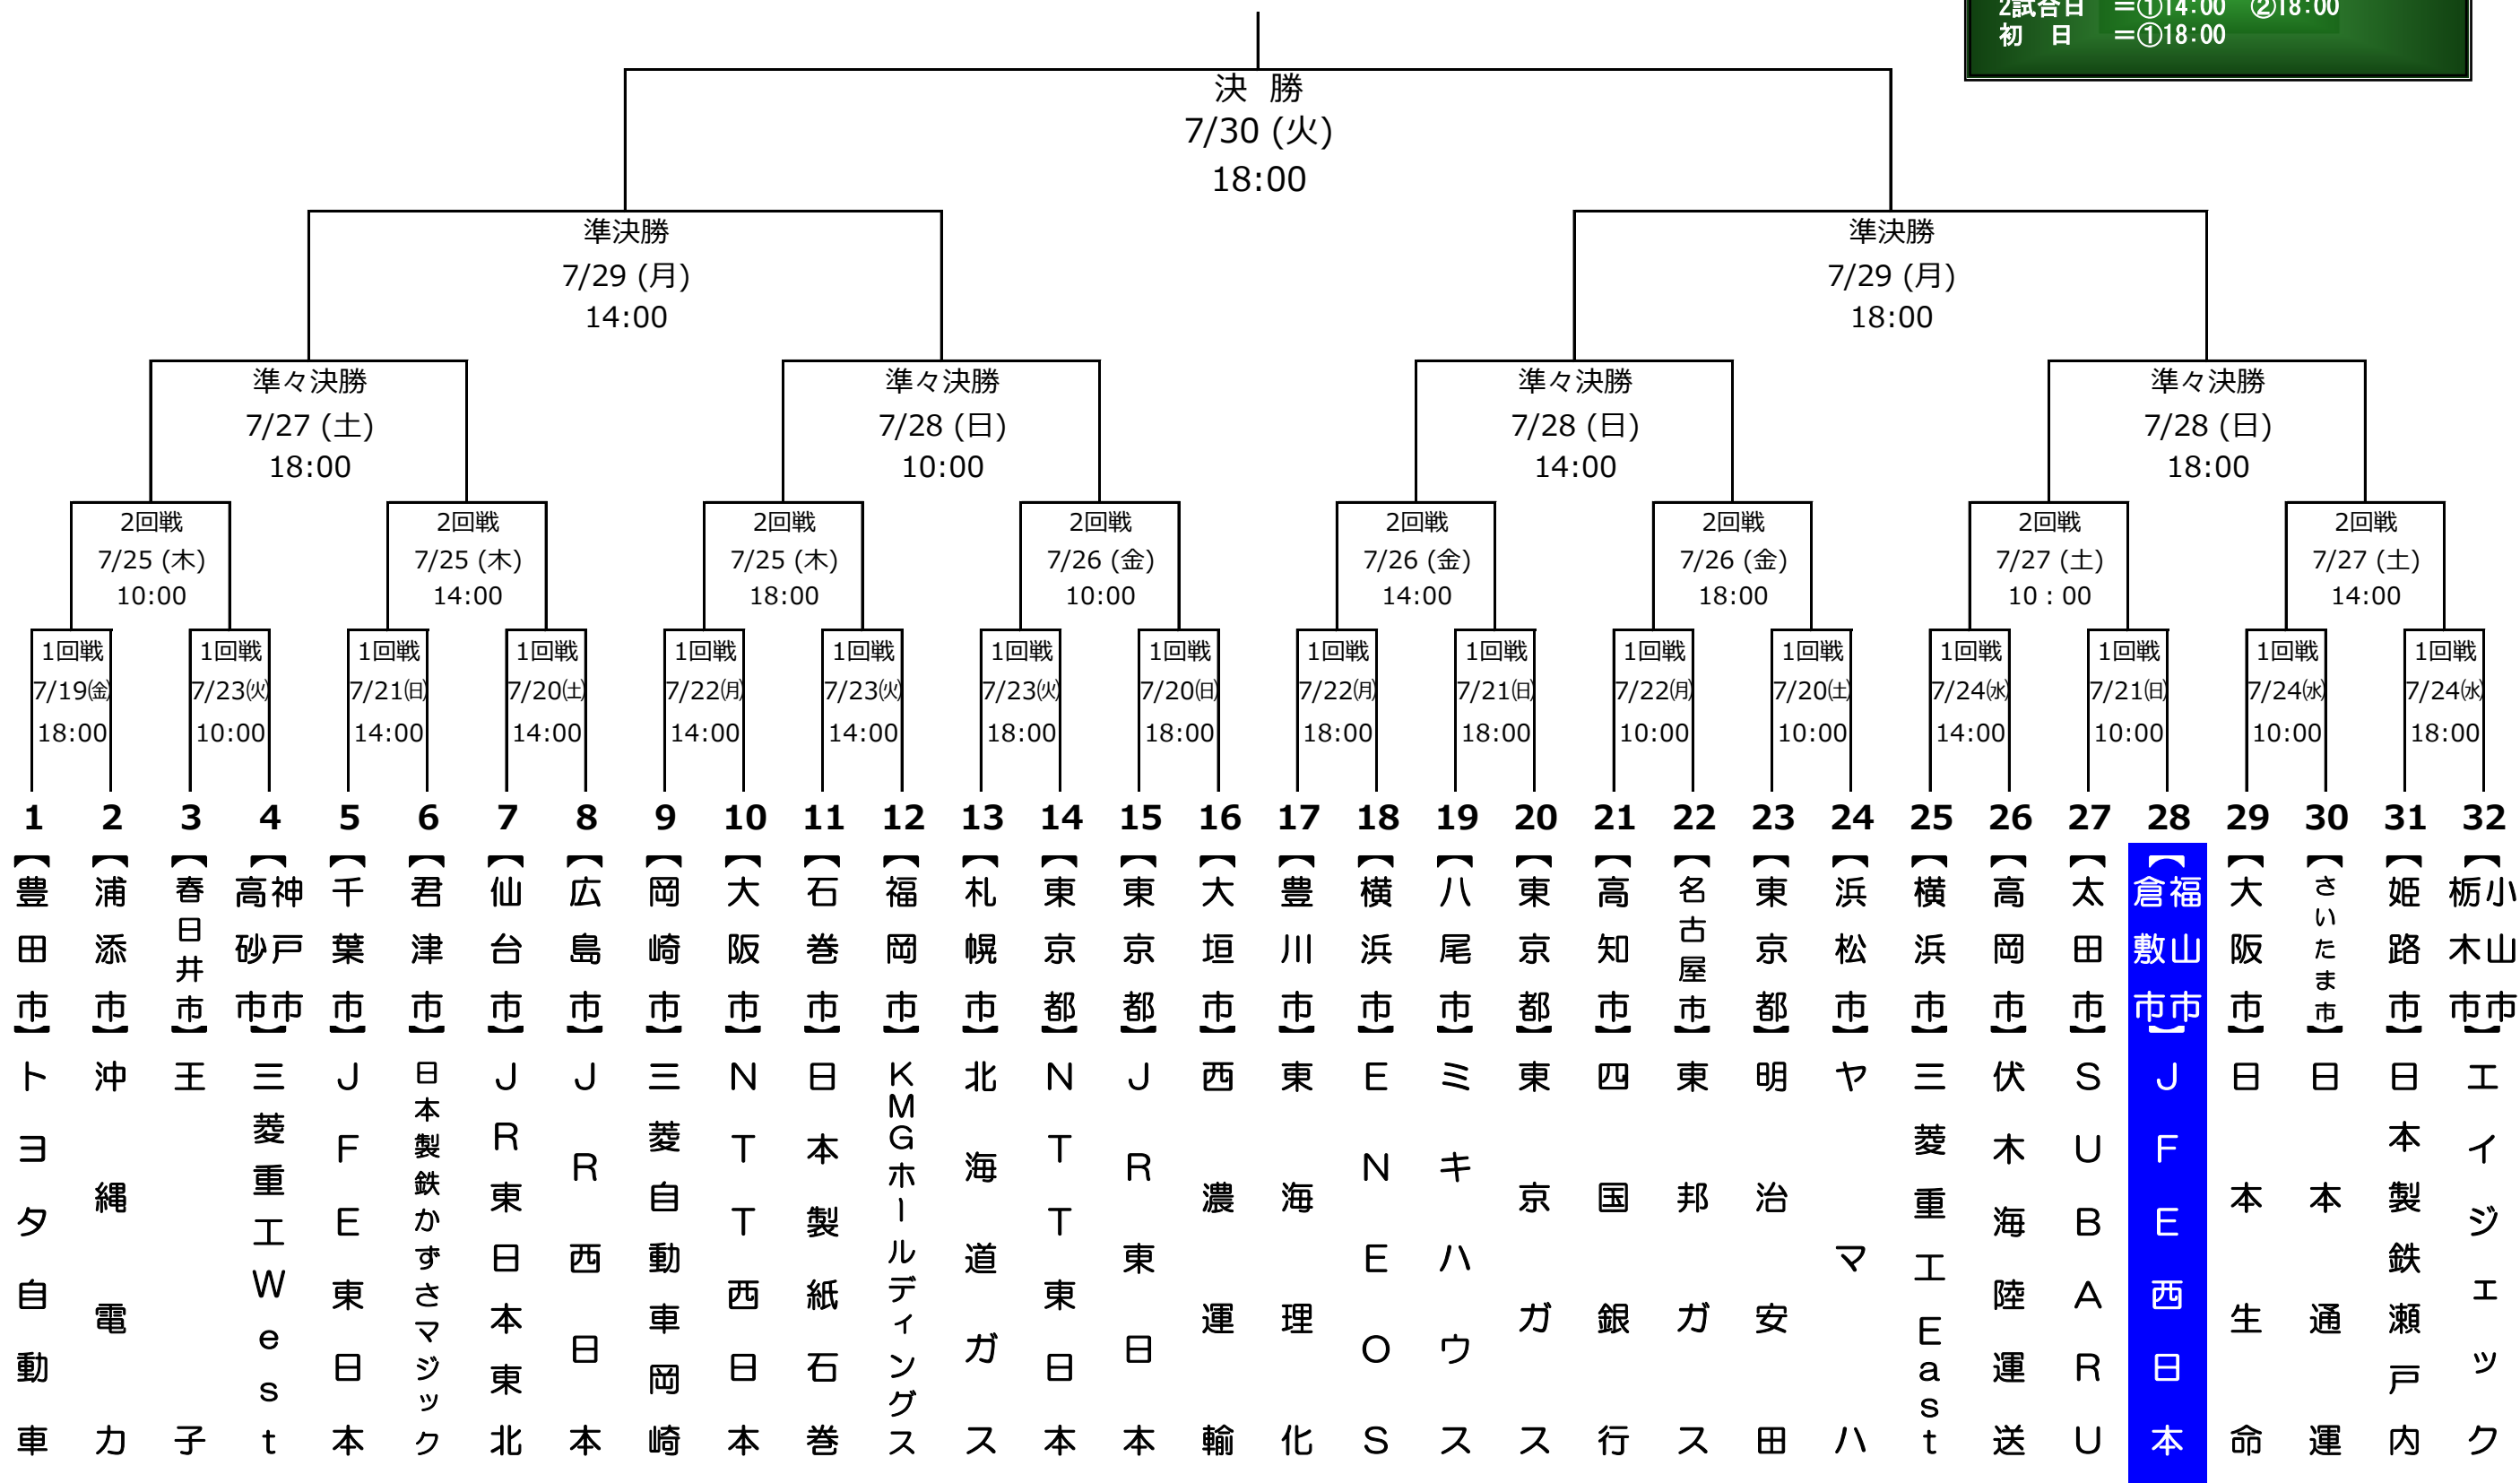 2試合日　＝①14:00　②18:00
初　日　＝①18:00
決 勝
7/30 (火)
18:00
準決勝
7/29 (月)
14:00
準決勝
7/29 (月)
18:00
準々決勝
7/27 (土)
18:00
準々決勝
7/28 (日)
10:00
準々決勝
7/28 (日)
14:00
準々決勝
7/28 (日)
18:00
2回戦
7/25 (木)
10:00
2回戦
7/25 (木)
14:00
2回戦
7/25 (木)
18:00
2回戦
7/26 (金)
10:00
2回戦
7/26 (金)
14:00
2回戦
7/26 (金)
18:00
2回戦
7/27 (土)
10：00
2回戦
7/27 (土)
14:00
1回戦
7/19㈮
18:00
1回戦
7/23㈫
10:00
1回戦
7/21㈰
14:00
1回戦
7/20㈯
14:00
1回戦
7/22㈪
14:00
1回戦
7/23㈫
14:00
1回戦
7/23㈫
18:00
1回戦
7/20㈰
18:00
1回戦
7/22㈪
18:00
1回戦
7/21㈰
18:00
1回戦
7/22㈪
10:00
1回戦
7/20㈯
10:00
1回戦
7/24㈬
14:00
1回戦
7/21㈰
10:00
1回戦
7/24㈬
10:00
1回戦
7/24㈬
18:00
1
【豊田市】トヨタ自動車
2
【浦添市】沖縄電力
3
【春日井市】王子
4
【神戸市
高砂市】三菱重工West
5
【千葉市】JFE東日本
6
【君津市】日本製鉄かずさマジック
7
【仙台市】JR東日本東北
8
【広島市】JR西日本
9
【岡崎市】三菱自動車岡崎
10
【大阪市】NTT西日本
11
【石巻市】日本製紙石巻
12
【福岡市】KMGホールディングス
13
【札幌市】北海道ガス
14
【東京都】NTT東日本
15
【東京都】JR東日本
16
【大垣市】西濃運輸
17
【豊川市】東海理化
18
【横浜市】ENEOS
19
【八尾市】ミキハウス
20
【東京都】東京ガス
21
【高知市】四国銀行
22
【名古屋市】東邦ガス
23
【東京都】明治安田
24
【浜松市】ヤマハ
25
【横浜市】三菱重工East
26
【高岡市】伏木海陸運送
27
【太田市】SUBARU
28
【福山市
倉敷市】JFE西日本
29
【大阪市】日本生命
30
【さいたま市】日本通運
31
【姫路市】日本製鉄瀬戸内
32
【小山市
栃木市】エイジェック